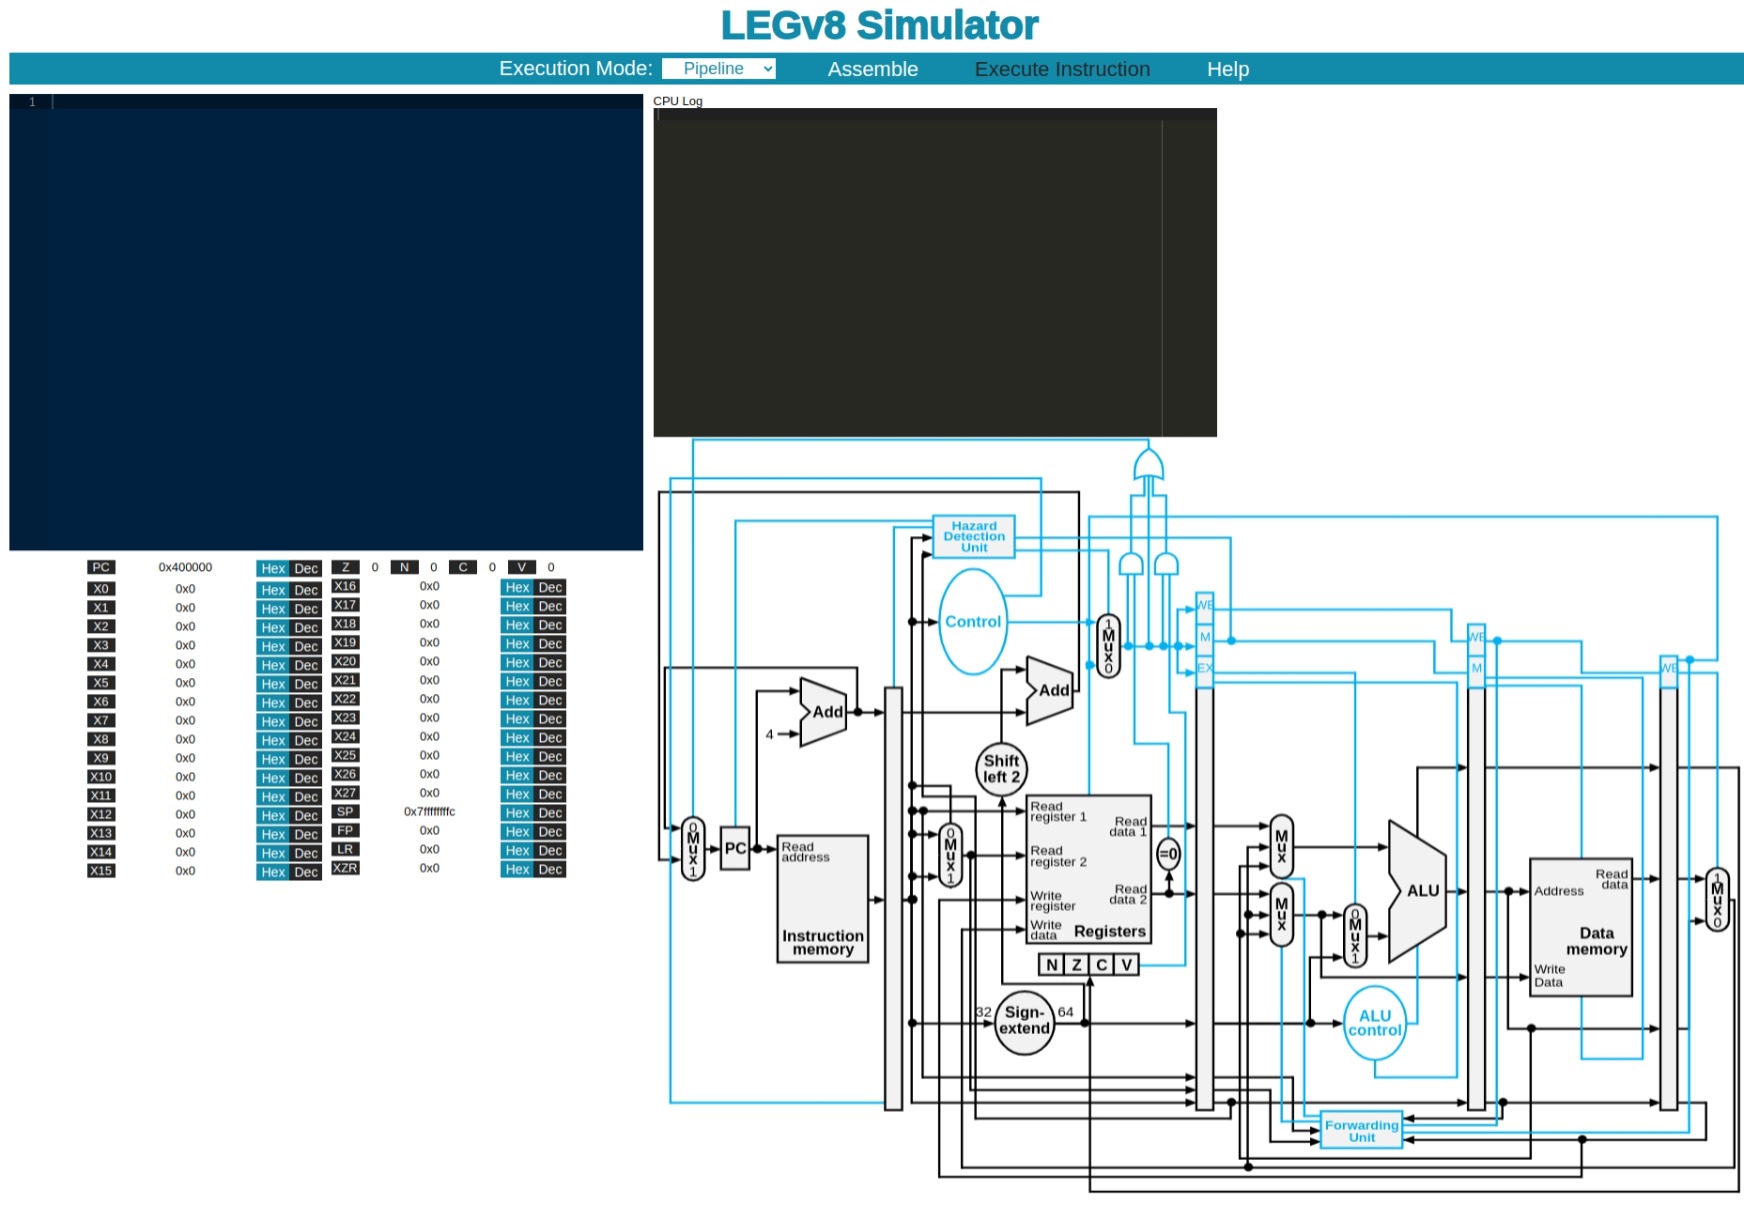 LEGv8 Simulator
Execution Mode: Pipeline Assemble Execute Instruction Help
1
CPU Log
PC 0x400000 Hex Dec Z 0 N 0 C 0 V 0
X0 0x0 Hex Dec X16 0x0 Hex Dec
X1 0x0 Hex Dec X17 0x0 Hex Dec
X2 0x0 Hex Dec X18 0x0 Hex Dec
X3 0x0 Hex Dec X19 0x0 Hex Dec
X4 0x0 Hex Dec X20 0x0 Hex Dec
X5 0x0 Hex Dec X21 0x0 Hex Dec
X6 0x0 Hex Dec X22 0x0 Hex Dec
X7 0x0 Hex Dec X23 0x0 Hex Dec
X8 0x0 Hex Dec X24 0x0 Hex Dec
X9 0x0 Hex Dec X25 0x0 Hex Dec
X10 0x0 Hex Dec X26 0x0 Hex Dec
X11 0x0 Hex Dec X27 0x0 Hex Dec
X12 0x0 Hex Dec SP 0x7fffffffc Hex Dec
X13 0x0 Hex Dec FP 0x0 Hex Dec
X14 0x0 Hex Dec LR 0x0 Hex Dec
X15 0x0 Hex Dec XZR 0x0 Hex Dec
Hazard
Detection
Unit
Control
1
Mux
0
WB
M
EX
WB
M
WB
Add
4
Add
Shift
left 2
0
Mux
1
PC
Read
address
Instruction
memory
0
Mux
1
Read
register 1
Read
register 2
Write
register
Write
data
Read
data 1
Read
data 2
Registers
=0
N Z C V
32
Sign-
extend
64
Mux
Mux
0
Mux
1
ALU
ALU
control
Address
Read
data
Data
memory
Write
Data
1
Mux
0
Forwarding
Unit